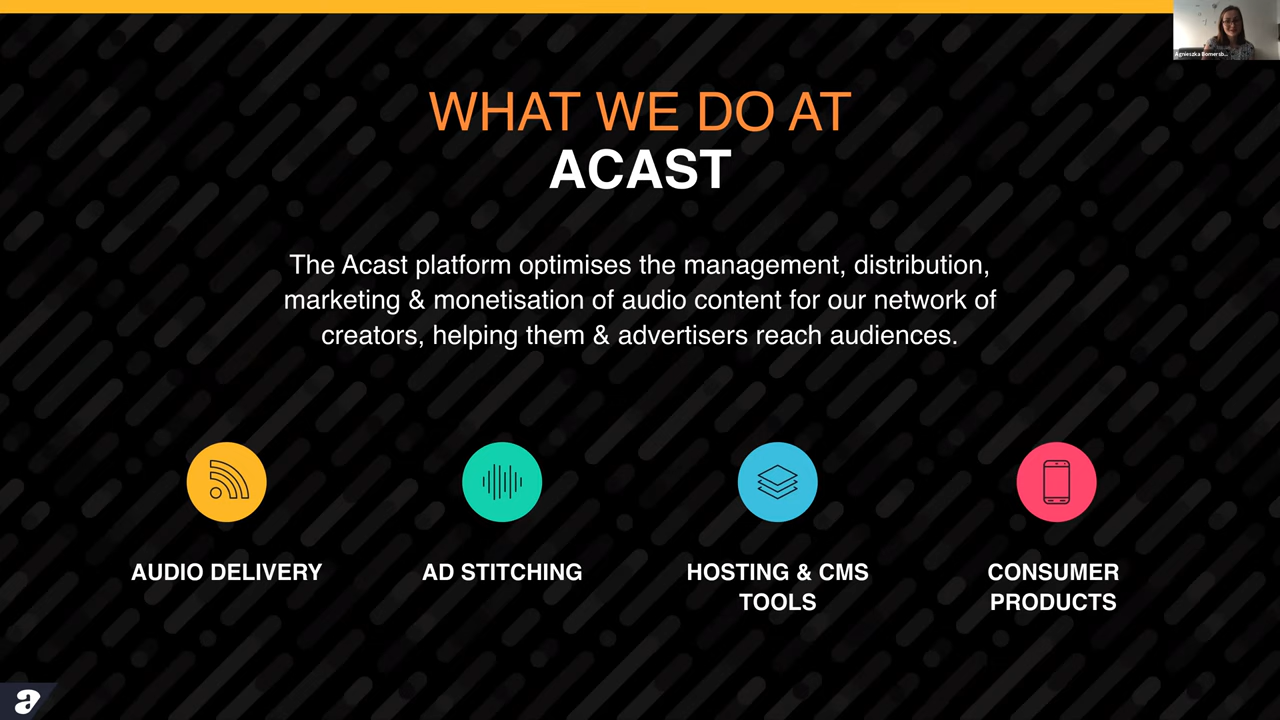 Agnieszka
WHAT WE DO AT
ACAST
The Acast platform optimises the management, distribution,
marketing & monetisation of audio content for our network of
creators, helping them & advertisers reach audiences.
AUDIO DELIVERY
AD STITCHING
HOSTING & CMS
TOOLS
CONSUMER
PRODUCTS
a